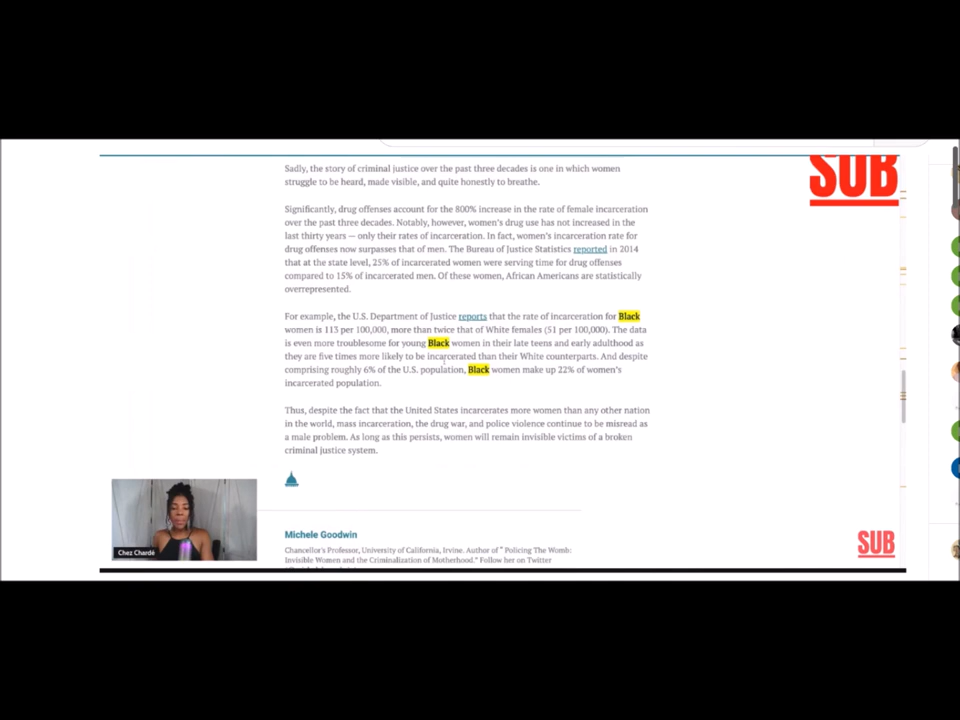 SUB
Sadly, the story of criminal justice over the past three decades is one in which women
struggle to be heard, made visible, and quite honestly to breathe.
Significantly, drug offenses account for the 800% increase in the rate of female incarceration
over the past three decades. Notably, however, women's drug use has not increased in the
last thirty years — only their rates of incarceration. In fact, women's incarceration rate for
drug offenses now surpasses that of men. The Bureau of Justice Statistics reported in 2014
that at the state level, 25% of incarcerated women were serving time for drug offenses
compared to 15% of incarcerated men. Of these women, African Americans are statistically
overrepresented.
For example, the U.S. Department of Justice reports that the rate of incarceration for Black
women is 113 per 100,000, more than twice that of White females (51 per 100,000). The data
is even more troublesome for young Black women in their late teens and early adulthood as
they are five times more likely to be incarcerated than their White counterparts. And despite
comprising roughly 6% of the U.S. population, Black women make up 22% of women's
incarcerated population.
Thus, despite the fact that the United States incarcerates more women than any other nation
in the world, mass incarceration, the drug war, and police violence continue to be misread as
a male problem. As long as this persists, women will remain invisible victims of a broken
criminal justice system.
Chez Chardé
Michele Goodwin
Chancellor's Professor, University of California, Irvine. Author of " Policing The Womb:
Invisible Women and the Criminalization of Motherhood." Follow her on Twitter
SUB